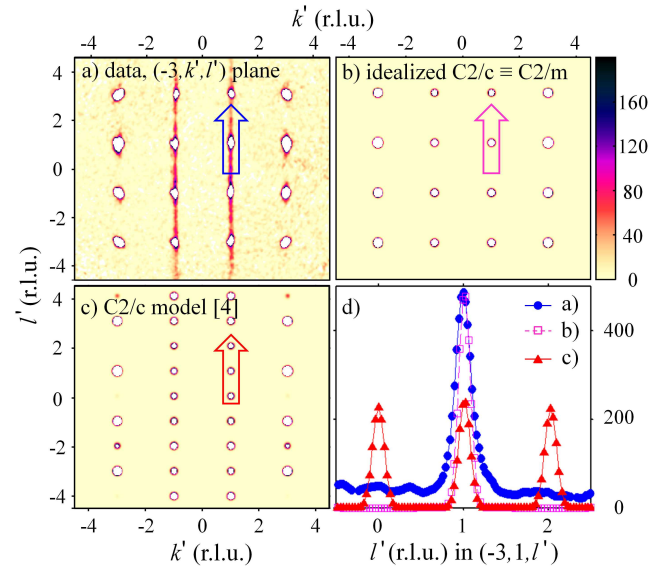 k' (r.l.u.)
-4 -2 0 2 4 -4 -2 0 2 4
a) data, (-3,k',l') plane
b) idealized C2/c ≡ C2/m
4
2
0
-2
-4
160
120
80
40
0
l' (r.l.u.)
c) C2/c model [4]
d)
a)
b)
c)
4
2
0
-2
-4
400
200
0
-4 -2 0 2 4
0 1 2
k' (r.l.u.)
l' (r.l.u.) in (-3,1,l')